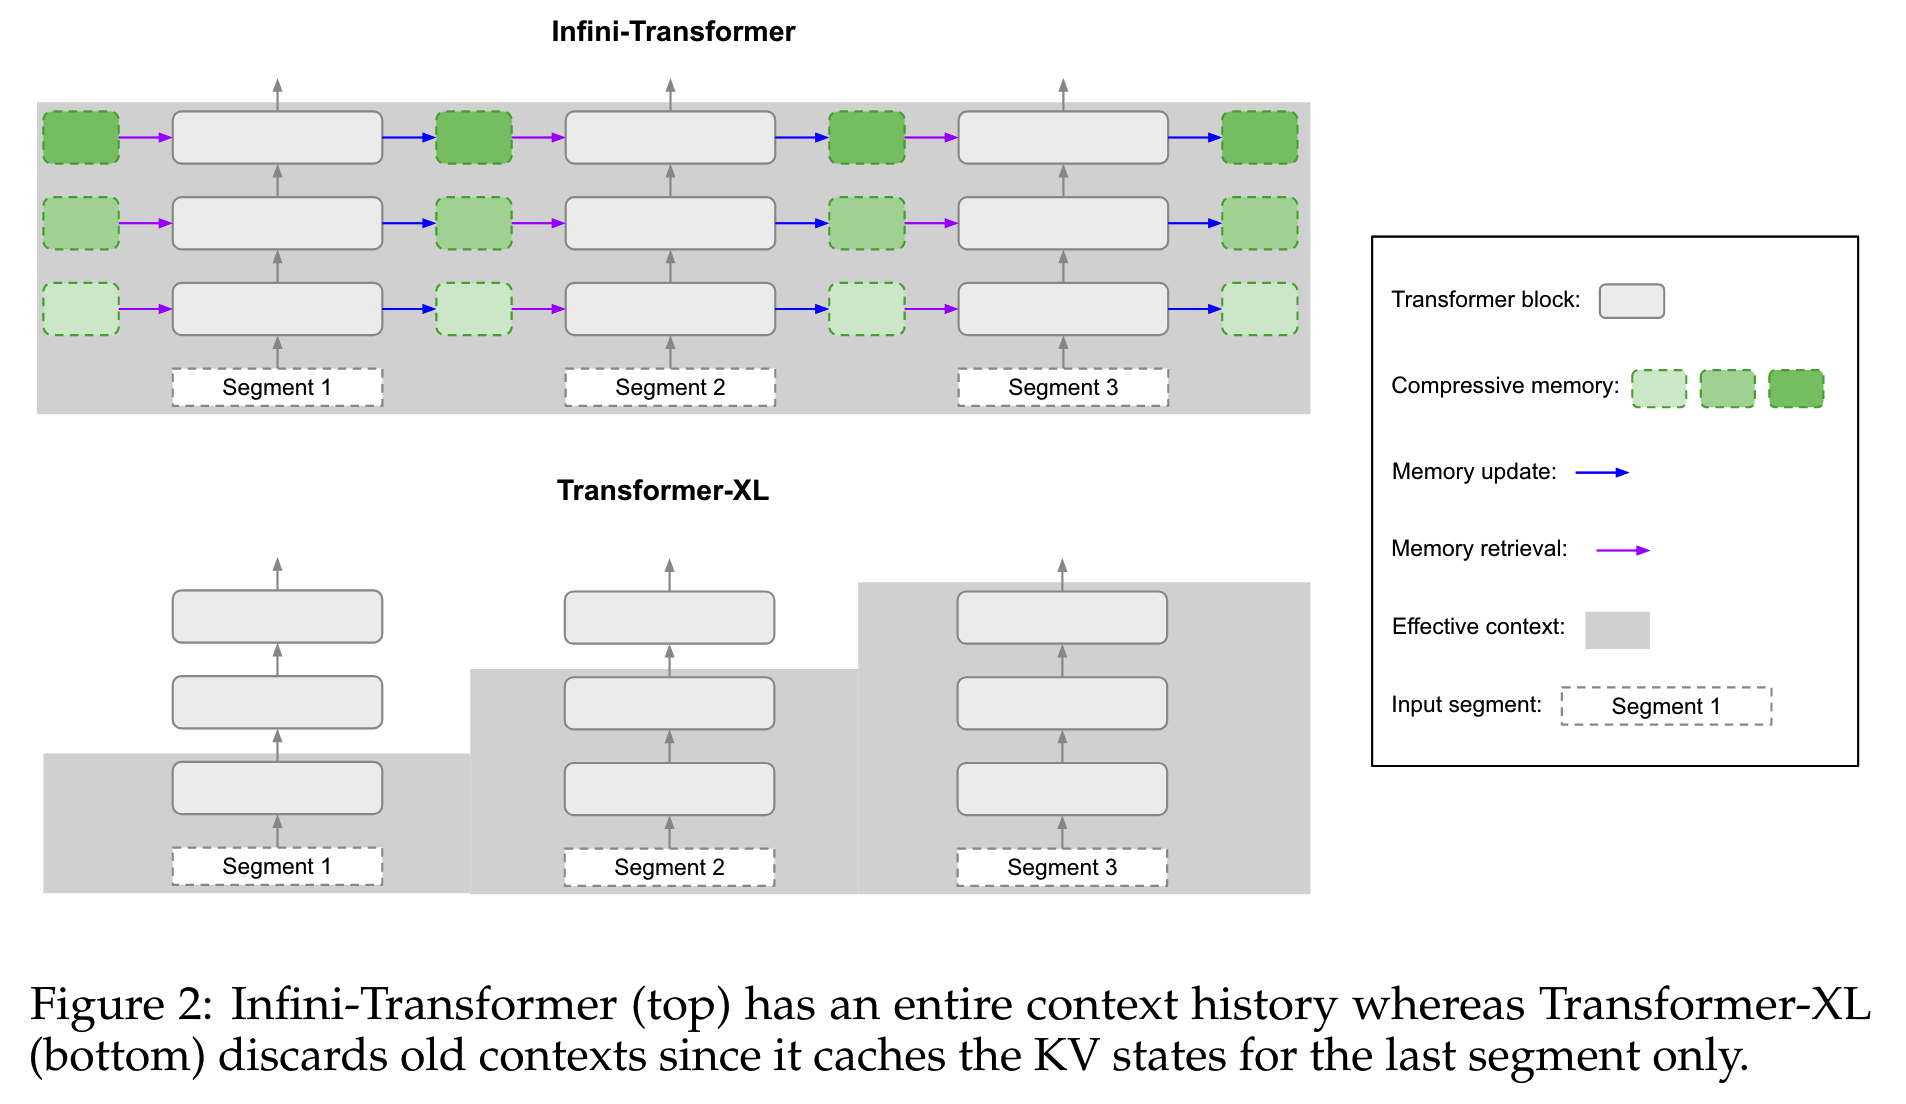 Infini-Transformer
Segment 1
Segment 2
Segment 3
Transformer-XL
Segment 1
Segment 2
Segment 3
Transformer block:
Compressive memory:
Memory update:
Memory retrieval:
Effective context:
Input segment:
Segment 1
Figure 2: Infini-Transformer (top) has an entire context history whereas Transformer-XL
(bottom) discards old contexts since it caches the KV states for the last segment only.